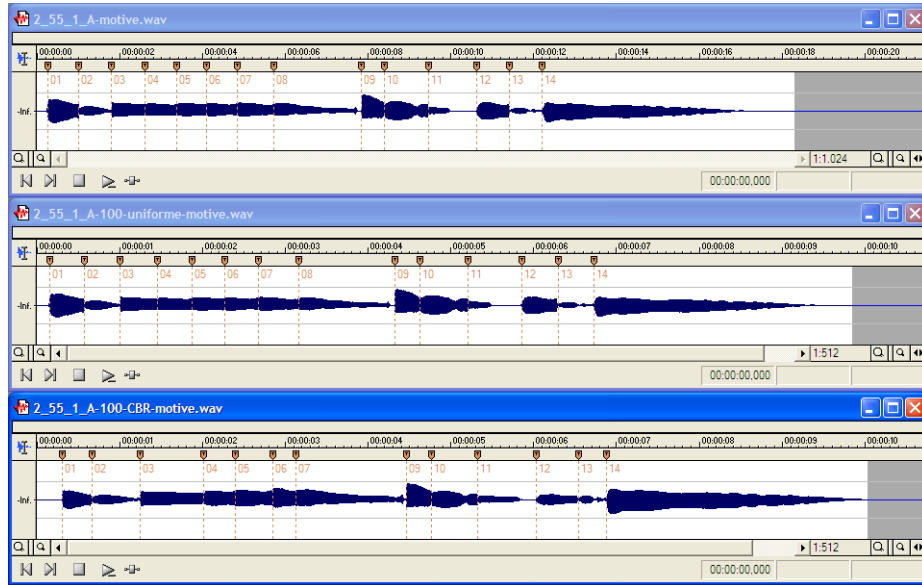 2_55_1_A-motive.wav
00:00:00 00:00:02 00:00:04 00:00:06 00:00:08 00:00:10 00:00:12 00:00:14 00:00:16 00:00:18 00:00:20
01 02 03 04 05 06 07 08 09 10 11 12 13 14
-Inf.
1:1.024
00:00:00,000
2_55_1_A-100-uniforme-motive.wav
00:00:00 00:00:01 00:00:02 00:00:03 00:00:04 00:00:05 00:00:06 00:00:07 00:00:08 00:00:09 00:00:10
01 02 03 04 05 06 07 08 09 10 11 12 13 14
-Inf.
1:512
00:00:00,000
2_55_1_A-100-CBR-motive.wav
00:00:00 00:00:01 00:00:02 00:00:03 00:00:04 00:00:05 00:00:06 00:00:07 00:00:08 00:00:09 00:00:10
01 02 03 04 05 06 07 09 10 11 12 13 14
-Inf.
1:512
00:00:00,000